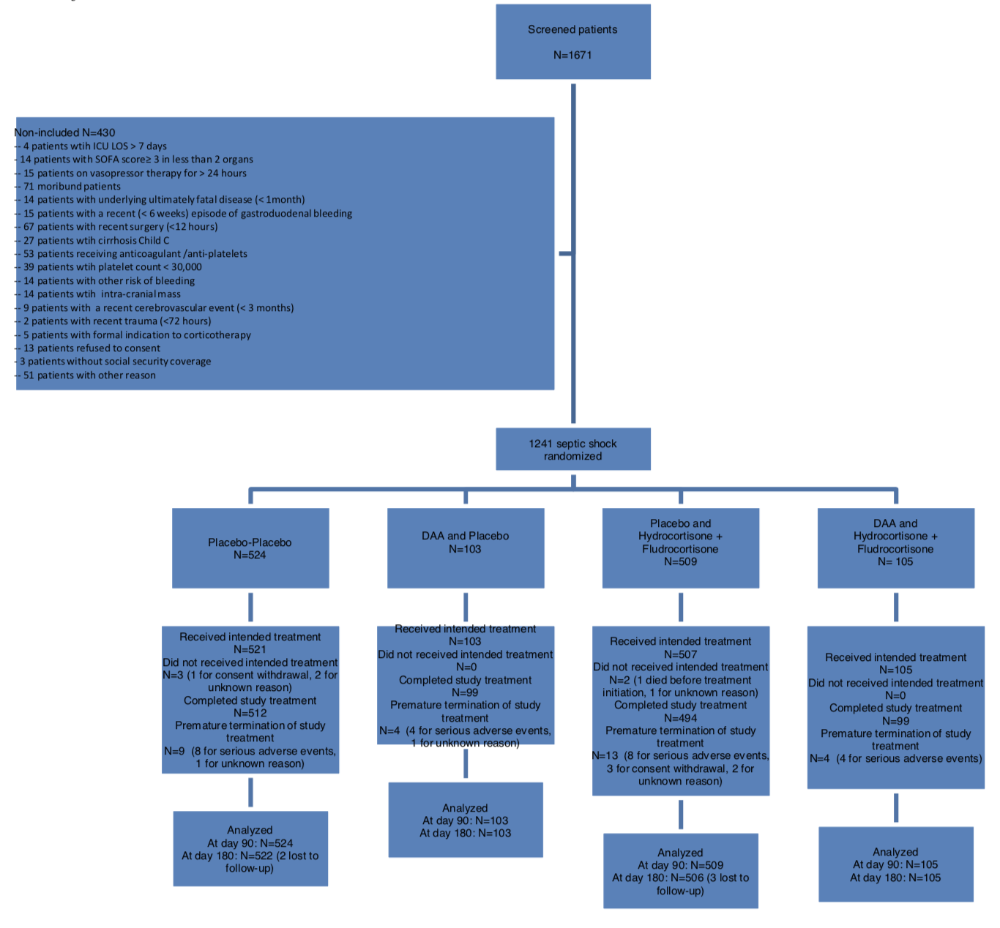 Screened patients
N=1671
Non-included N=430
-- 4 patients wtih ICU LOS > 7 days
- 14 patients with SOFA score≥ 3 in less than 2 organs
-- 15 patients on vasopressor therapy for > 24 hours
-- 71 moribund patients
-- 14 patients with underlying ultimately fatal disease (< 1month)
-- 15 patients with a recent (< 6 weeks) episode of gastroduodenal bleeding
-- 67 patients with recent surgery (<12 hours)
-- 27 patients wtih cirrhosis Child C
-- 53 patients receiving anticoagulant /anti-platelets
-- 39 patients wtih platelet count < 30,000
-- 14 patients with other risk of bleeding
-- 14 patients wtih intra-cranial mass
-- 9 patients with a recent cerebrovascular event (< 3 months)
-- 2 patients with recent trauma (<72 hours)
-- 5 patients with formal indication to corticotherapy
-- 13 patients refused to consent
- 3 patients without social security coverage
-- 51 patients with other reason
1241 septic shock
randomized
Placebo-Placebo
N=524
DAA and Placebo
N=103
Placebo and
Hydrocortisone +
Fludrocortisone
N=509
DAA and
Hydrocortisone +
Fludrocortisone
N= 105
Received intended treatment
N=521
Did not received intended treatment
N=3 (1 for consent withdrawal, 2 for
unknown reason)
Completed study treatment
N=512
Premature termination of study
treatment
N=9 (8 for serious adverse events,
1 for unknown reason)
Received intended treatment
N=103
Did not received intended treatment
N=0
Completed study treatment
N=99
Premature termination of study
treatment
N=4 (4 for serious adverse events,
1 for unknown reason)
Received intended treatment
N=507
Did not received intended treatment
N=2 (1 died before treatment
initiation, 1 for unknown reason)
Completed study treatment
N=494
Premature termination of study
treatment
N=13 (8 for serious adverse events,
3 for consent withdrawal, 2 for
unknown reason)
Received intended treatment
N=105
Did not received intended treatment
N=0
Completed study treatment
N=99
Premature termination of study
treatment
N=4 (4 for serious adverse events)
Analyzed
At day 90: N=524
At day 180: N=522 (2 lost to
follow-up)
Analyzed
At day 90: N=103
At day 180: N=103
Analyzed
At day 90: N=509
At day 180: N=506 (3 lost to
follow-up)
Analyzed
At day 90: N=105
At day 180: N=105